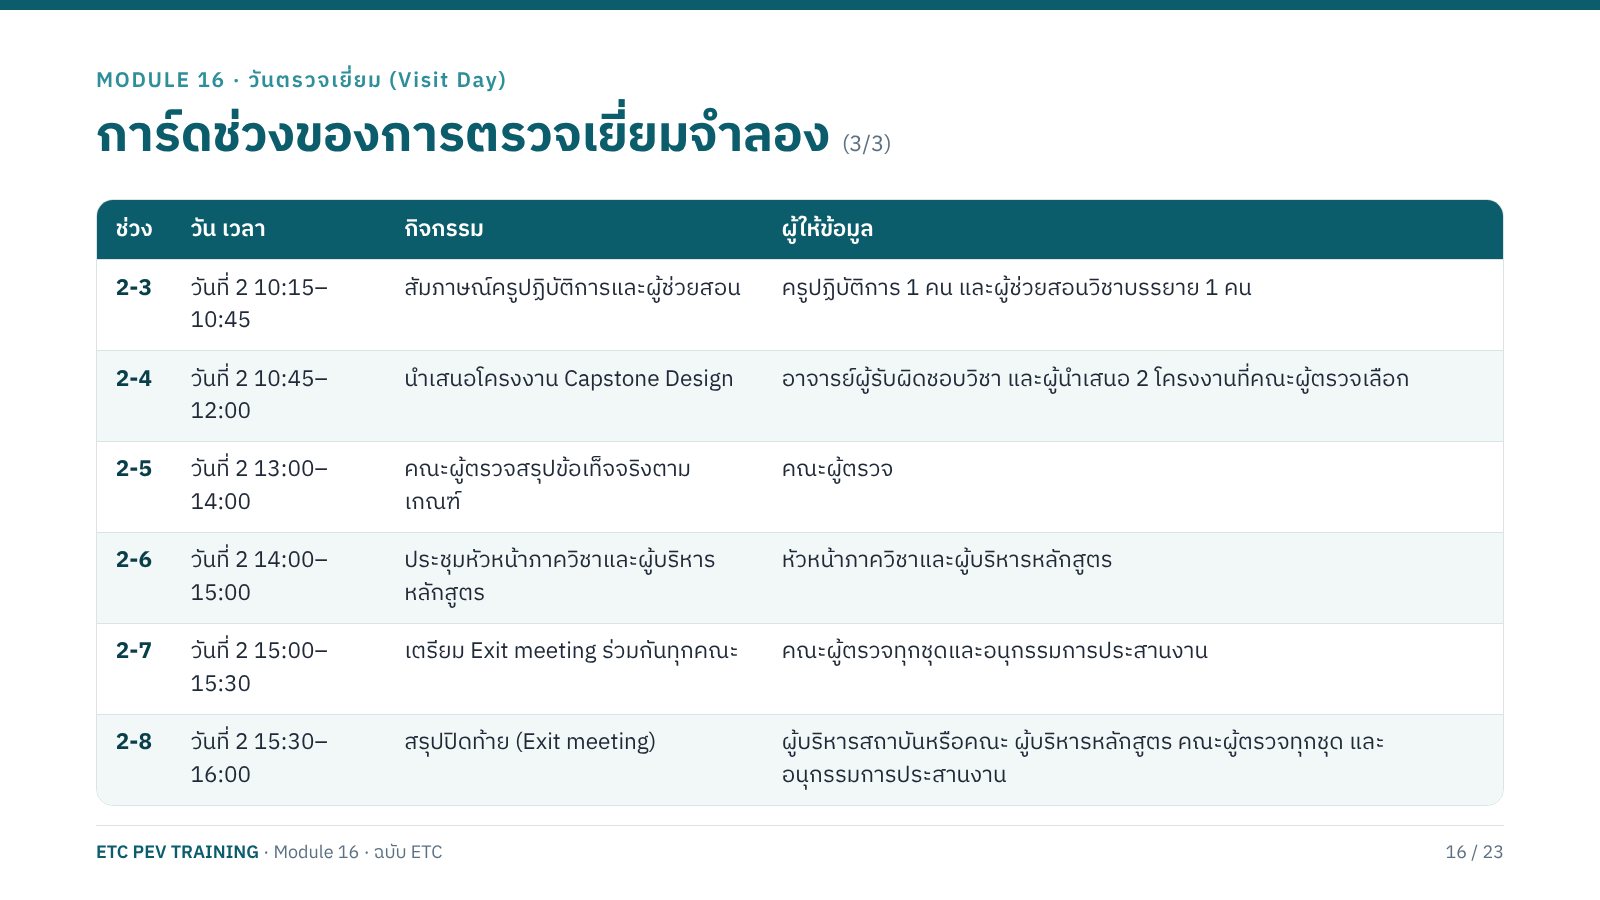 MODULE 16 · วันตรวจเยี่ยม (Visit Day)
การ์ดช่วงของการตรวจเยี่ยมจำลอง (3/3)
ช่วง วัน เวลา กิจกรรม ผู้ให้ข้อมูล
2-3 วันที่ 2 10:15– สัมภาษณ์ครูปฏิบัติการและผู้ช่วยสอน ครูปฏิบัติการ 1 คน และผู้ช่วยสอนวิชาบรรยาย 1 คน
10:45
2-4 วันที่ 2 10:45– นำเสนอโครงงาน Capstone Design อาจารย์ผู้รับผิดชอบวิชา และผู้นำเสนอ 2 โครงงานที่คณะผู้ตรวจเลือก
12:00
2-5 วันที่ 2 13:00– คณะผู้ตรวจสรุปข้อเท็จจริงตาม คณะผู้ตรวจ
14:00 เกณฑ์
2-6 วันที่ 2 14:00– ประชุมหัวหน้าภาควิชาและผู้บริหาร หัวหน้าภาควิชาและผู้บริหารหลักสูตร
15:00 หลักสูตร
2-7 วันที่ 2 15:00– เตรียม Exit meeting ร่วมกันทุกคณะ คณะผู้ตรวจทุกชุดและอนุกรรมการประสานงาน
15:30
2-8 วันที่ 2 15:30– สรุปปิดท้าย (Exit meeting) ผู้บริหารสถาบันหรือคณะ ผู้บริหารหลักสูตร คณะผู้ตรวจทุกชุด และ
16:00 อนุกรรมการประสานงาน
ETC PEV TRAINING · Module 16 · ฉบับ ETC 16 / 23